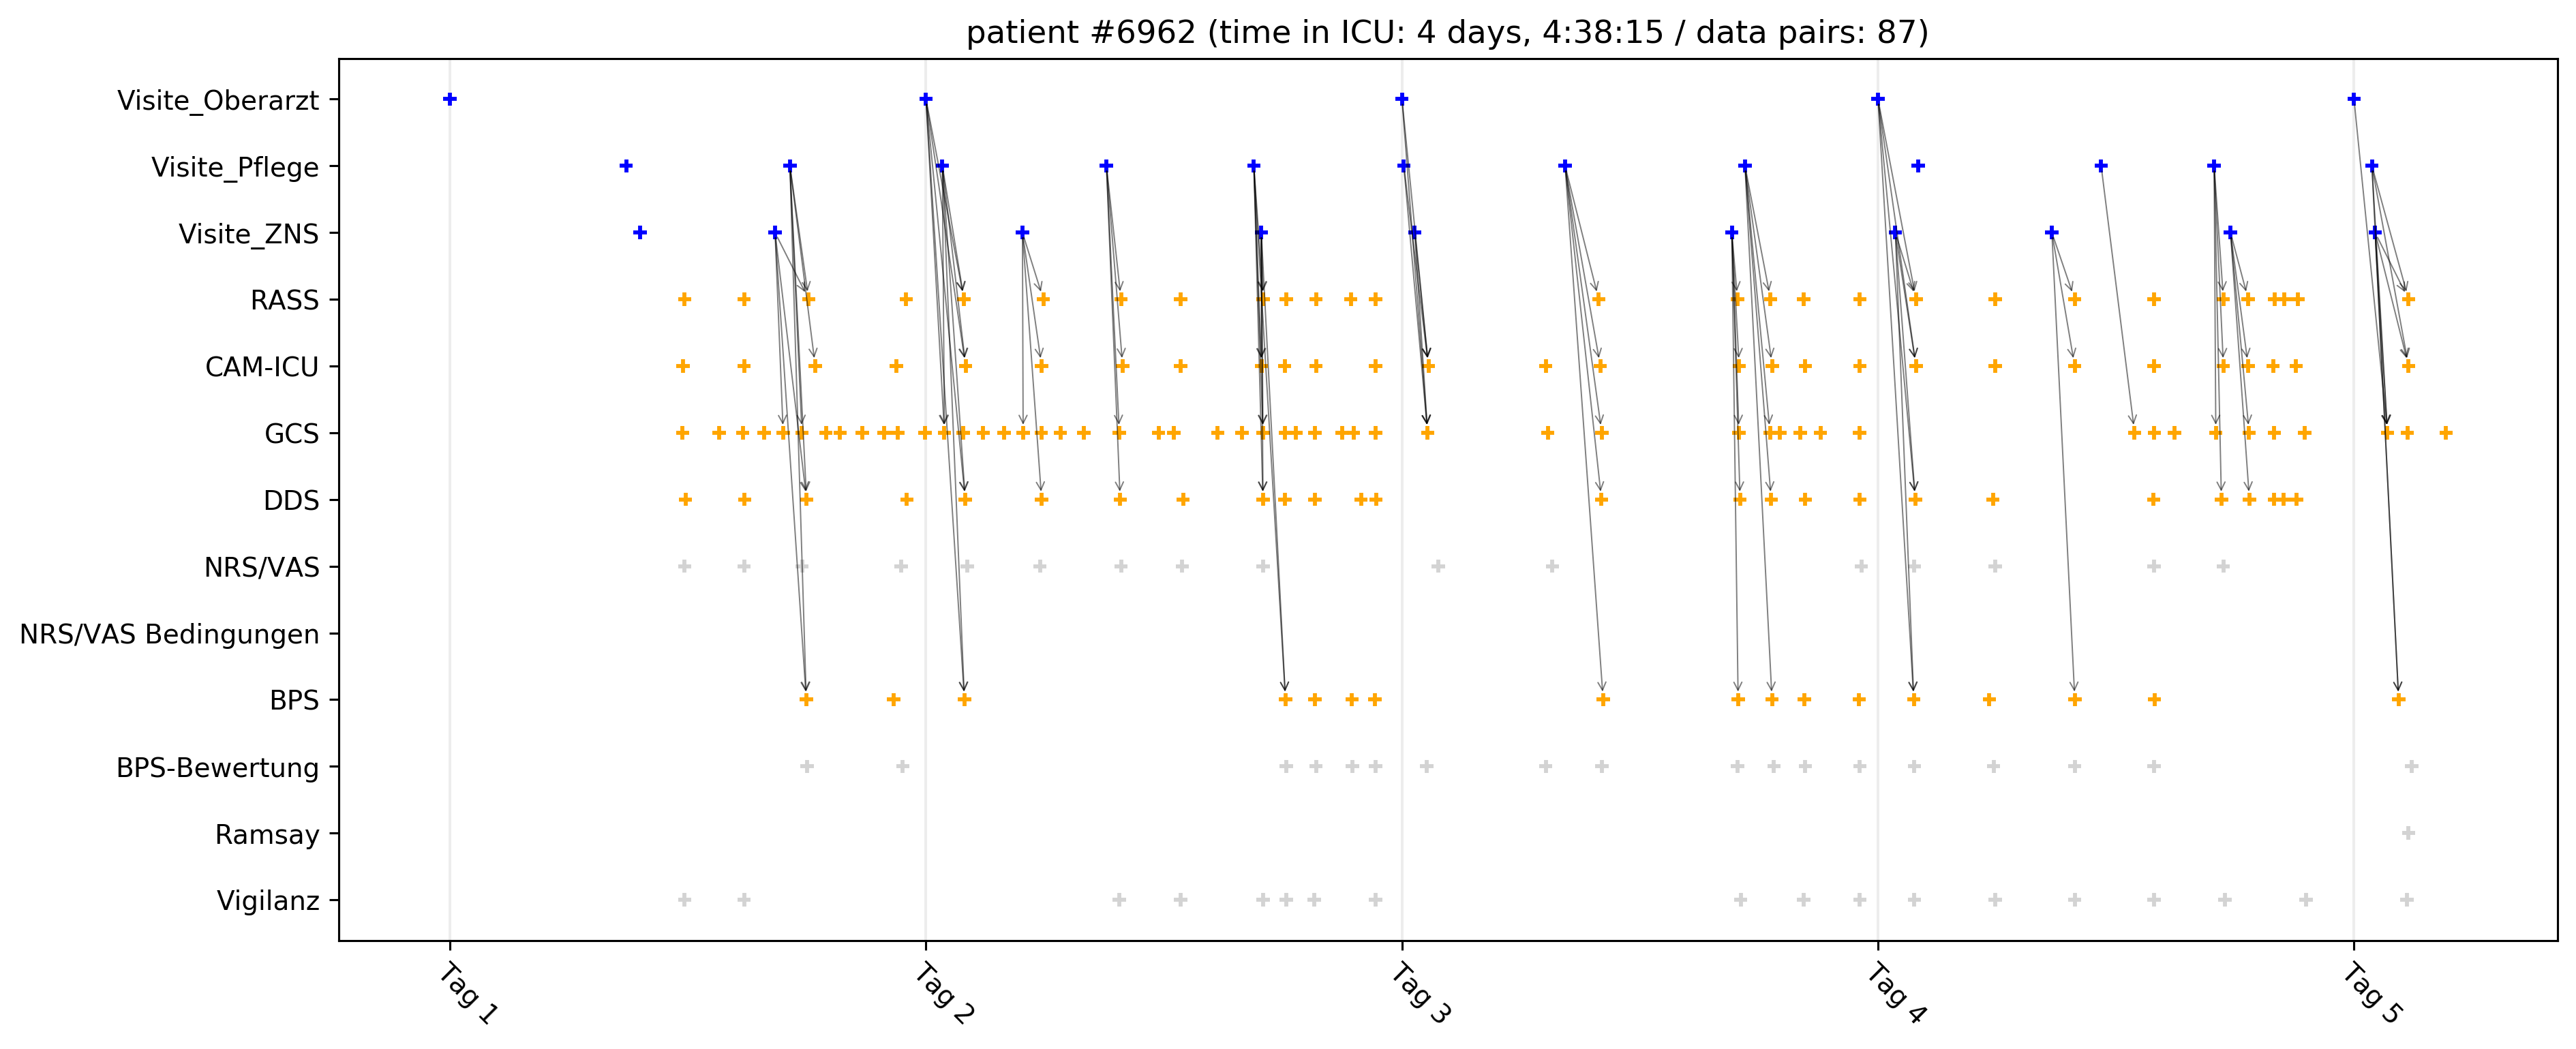 patient #6962 (time in ICU: 4 days, 4:38:15 / data pairs: 87)
Visite_Oberarzt
Visite_Pflege
Visite_ZNS
RASS
CAM-ICU
GCS
DDS
NRS/VAS
NRS/VAS Bedingungen
BPS
BPS-Bewertung
Ramsay
Vigilanz
Tag 1
Tag 2
Tag 3
Tag 4
Tag 5